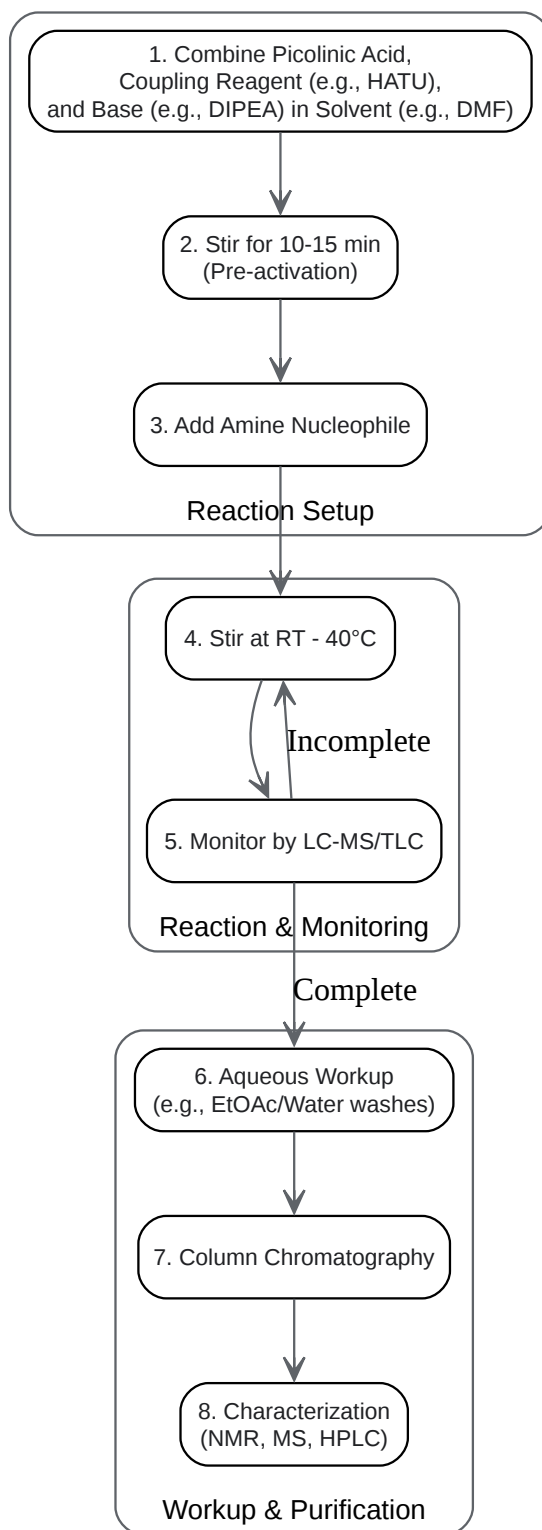 1. Combine Picolinic Acid,
Coupling Reagent (e.g., HATU),
and Base (e.g., DIPEA) in Solvent (e.g., DMF)
2. Stir for 10-15 min
(Pre-activation)
3. Add Amine Nucleophile
Reaction Setup
4. Stir at RT - 40°C
Incomplete
5. Monitor by LC-MS/TLC
Reaction & Monitoring
Complete
6. Aqueous Workup
(e.g., EtOAc/Water washes)
7. Column Chromatography
8. Characterization
(NMR, MS, HPLC)
Workup & Purification